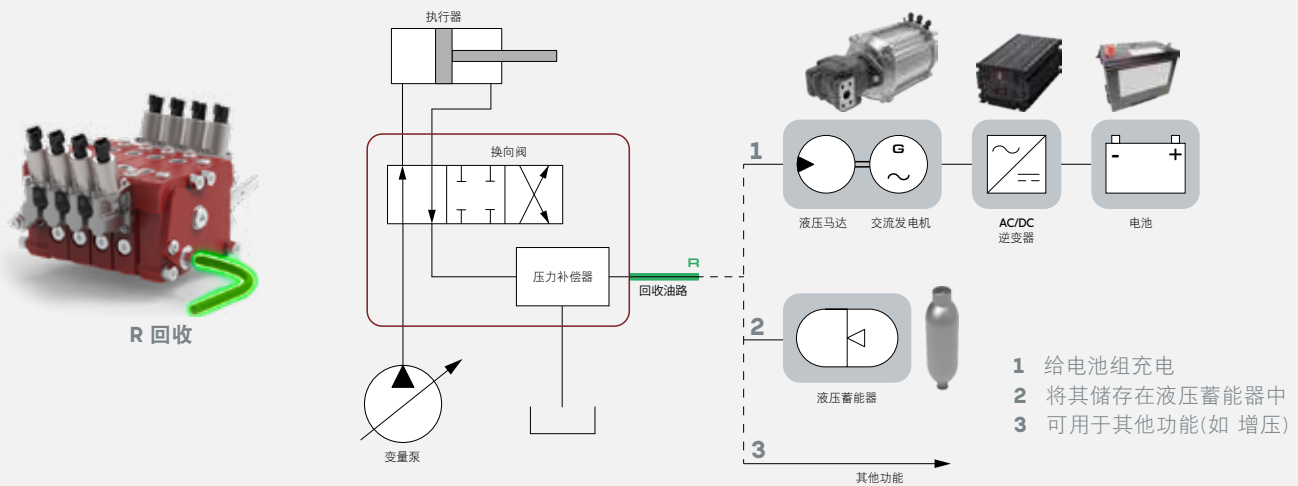 执行器
换向阀
压力补偿器
R
回收油路
变量泵
R 回收
1
G
- +
液压马达
交流发电机
AC/DC
逆变器
电池
2
液压蓄能器
3
其他功能
1 给电池组充电
2 将其储存在液压蓄能器中
3 可用于其他功能(如 增压)